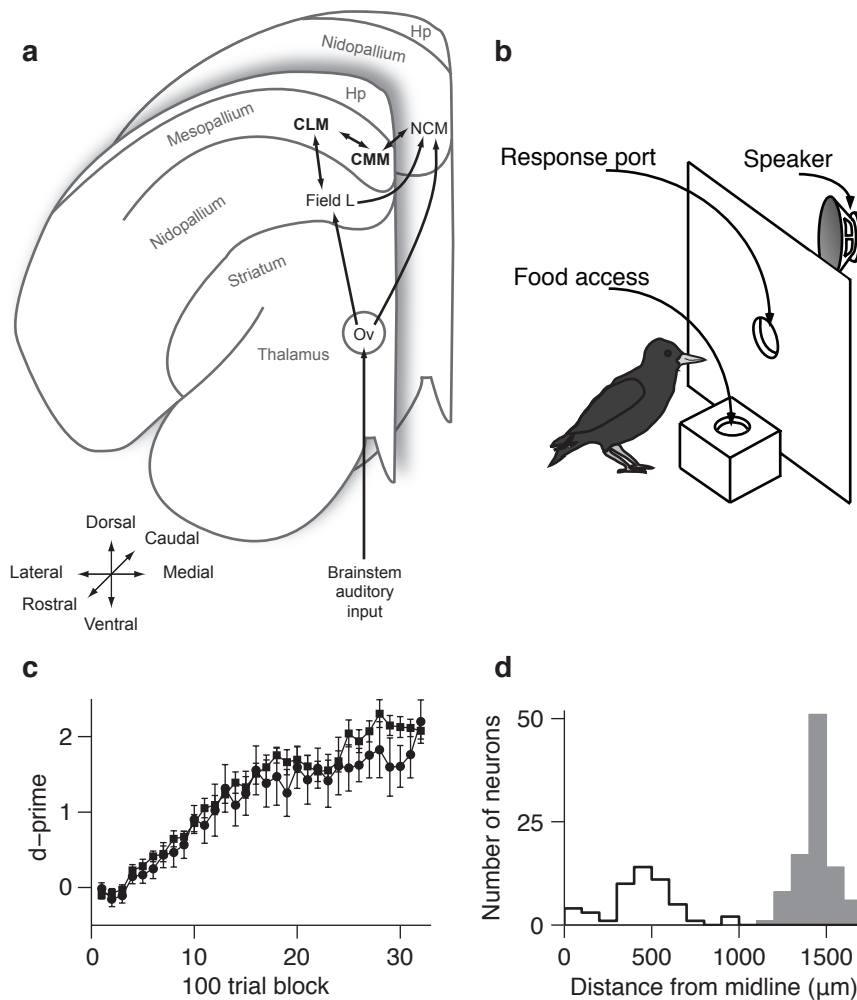 a
Hp
Nidopallium
Hp
Mesopallium
CLM
NCM
CMM
Field L
Nidopallium
Striatum
Ov
Thalamus
Dorsal
Caudal
Lateral
Medial
Rostral
Ventral
Brainstem
auditory
input
b
Response port
Speaker
Food access
c
2
1
0
d–prime
0 10 20 30
100 trial block
d
50
25
0
Number of neurons
0 500 1000 1500
Distance from midline (μm)